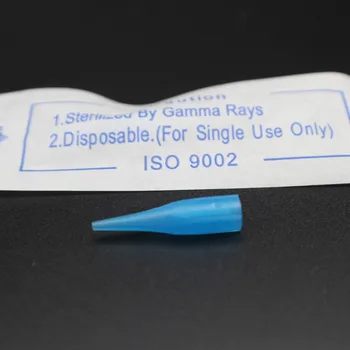 1.Sterilized By Gamma Rays
2.Disposable.(For Single Use Only)
ISO 9002